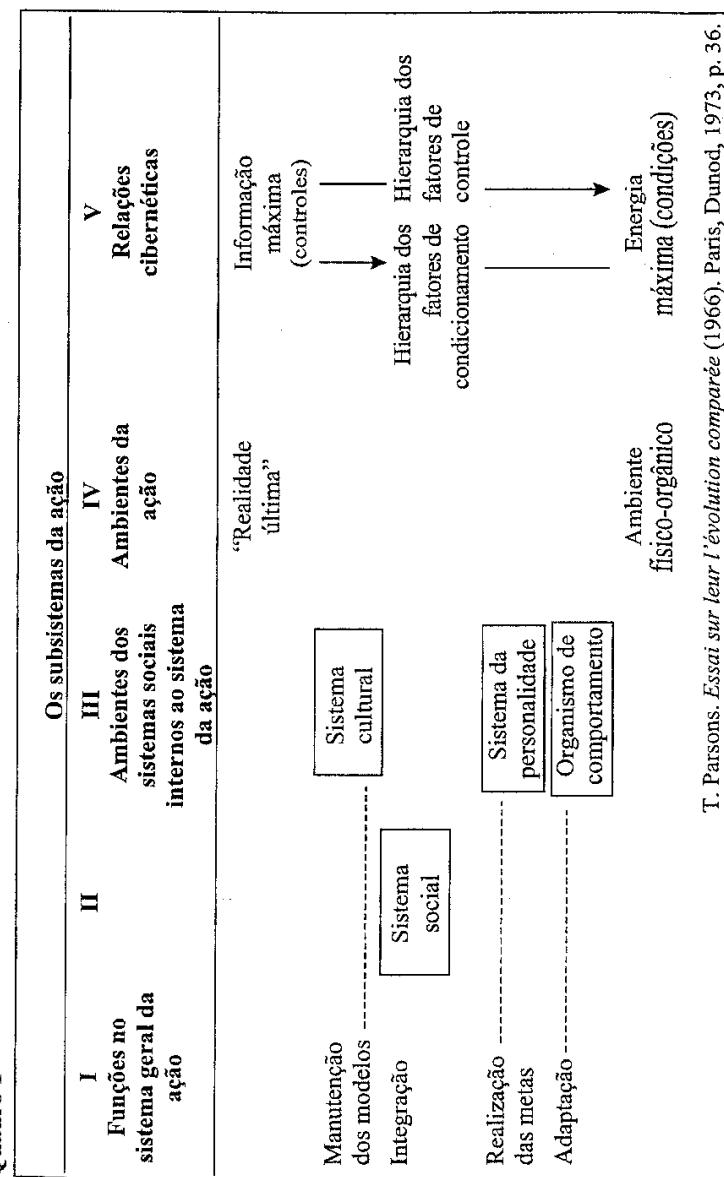 Os subsistemas da ação
I
Funções no
sistema geral da
ação
II
III
Ambientes dos
sistemas sociais
internos ao sistema
da ação
IV
Ambientes da
ação
V
Relações
cibernéticas
"Realidade
última"
Informação
máxima
(controles)
Manutenção
dos modelos
Sistema
cultural
Integração
Sistema
social
Hierarquia dos
fatores de
condicionamento
Hierarquia dos
fatores de
controle
Realização
das metas
Sistema da
personalidade
Adaptação
Organismo de
comportamento
Ambiente
físico-orgânico
Energia
máxima (condições)
T. Parsons. Essai sur leur l'évolution comparée (1966). Paris, Dunod, 1973, p. 36.